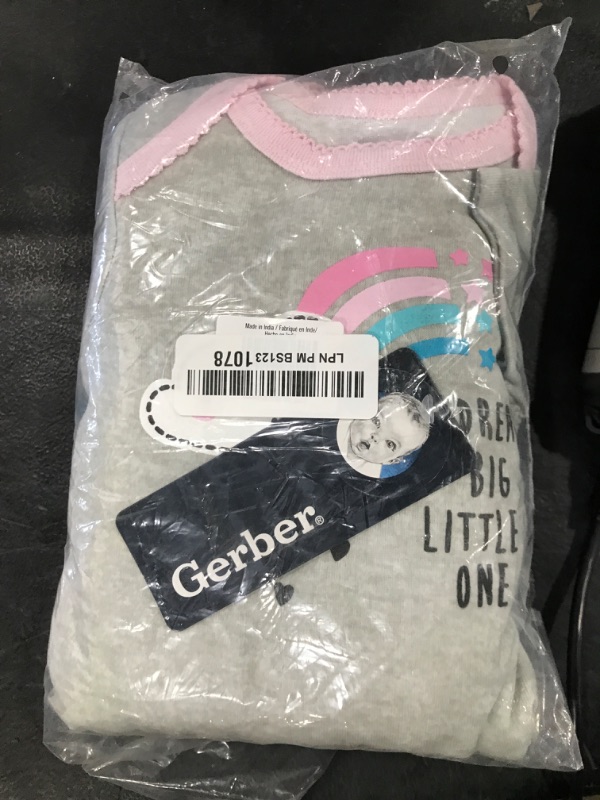 Made in India / Fabriqué en Inde/
LPN PM BS123 1078
Gerber®
BIG
LITTLE
ONE